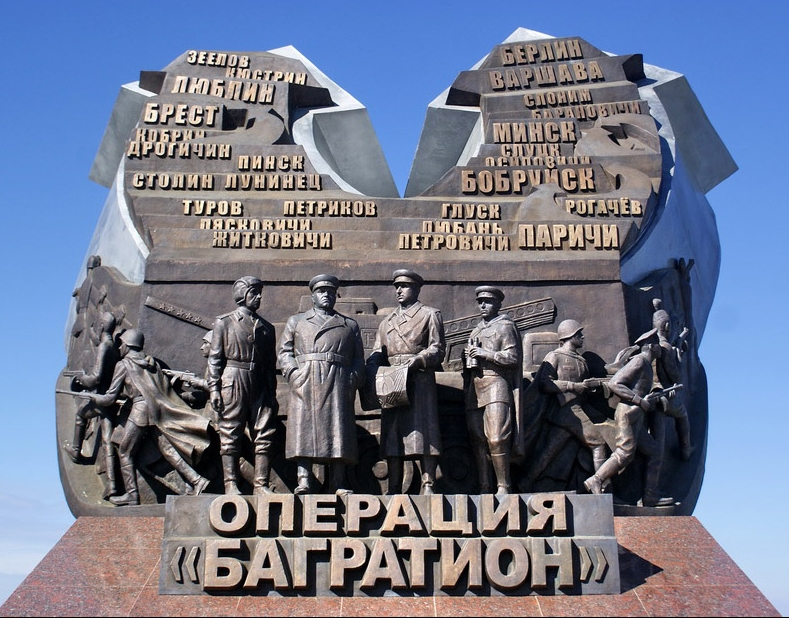 ЗЕЕЛОВ
КЮСТРИН
ЛЮБЛИН
БРЕСТ
КОБРИН
ДРОГИЧИН
ПИНСК
СТОЛИН ЛУНИНЕЦ
ТУРОВ ПЕТРИКОВ
ЛЯСКОВИЧИ
ЖИТКОВИЧИ
БЕРЛИН
ВАРШАВА
СЛОНИМ
БАРАНОВИЧИ
МИНСК
СЛУЦК
ОСИПОВИЧИ
БОБРУЙСК
ГЛУСК
РОГАЧЁВ
ЛЮБАНЬ
ПЕТРОВИЧИ
ПАРИЧИ
ОПЕРАЦИЯ
«БАГРАТИОН»